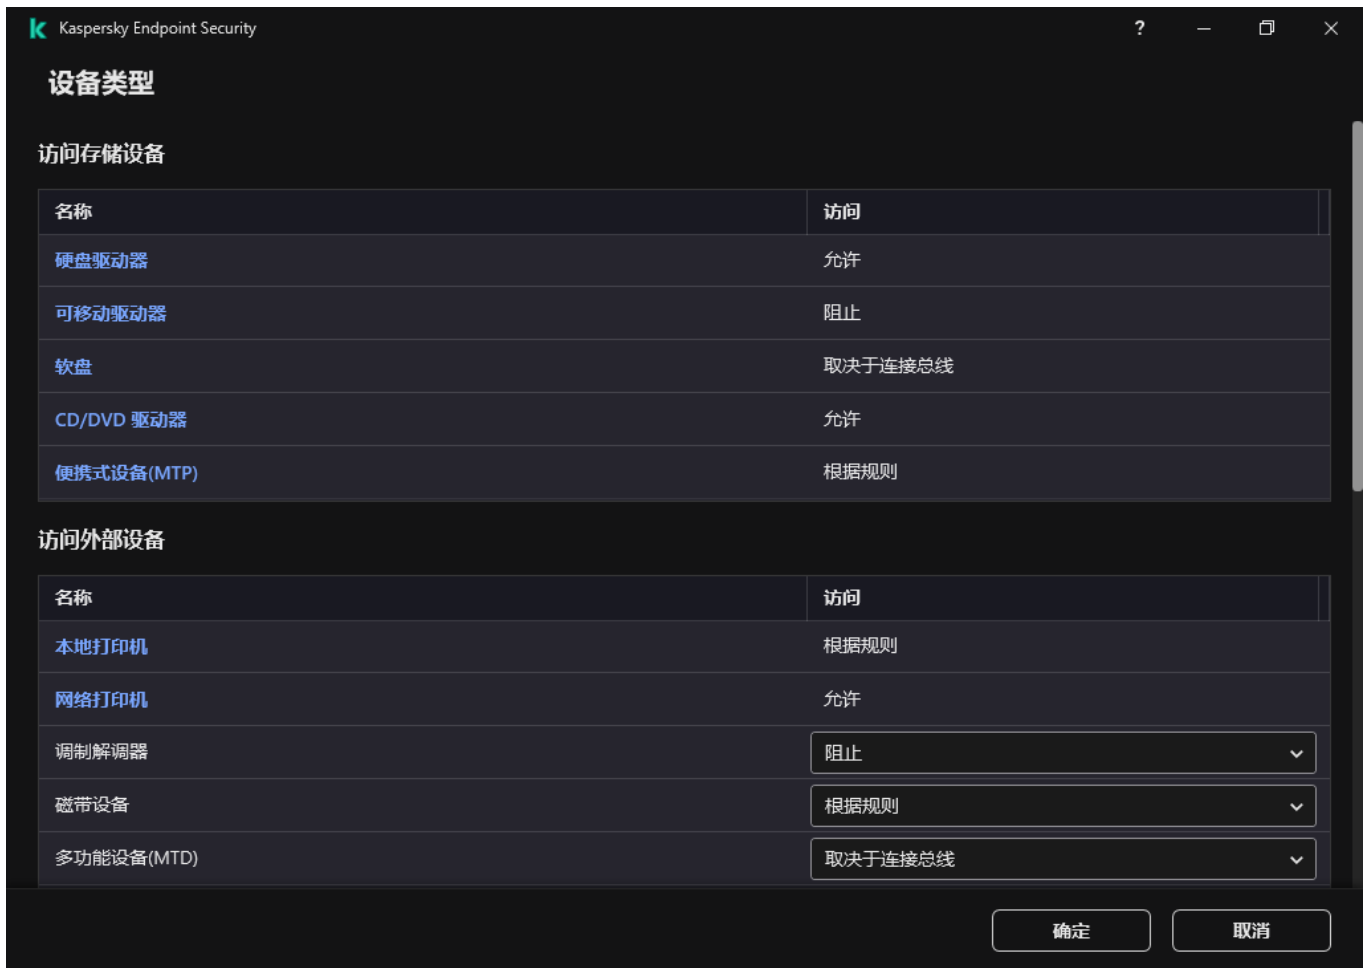 Kaspersky Endpoint Security
设备类型
访问存储设备
名称 访问
硬盘驱动器 允许
可移动驱动器 阻止
软盘 取决于连接总线
CD/DVD 驱动器 允许
便携式设备(MTP) 根据规则
访问外部设备
名称 访问
本地打印机 根据规则
网络打印机 允许
调制解调器 阻止
磁带设备 根据规则
多功能设备(MTD) 取决于连接总线
确定 取消